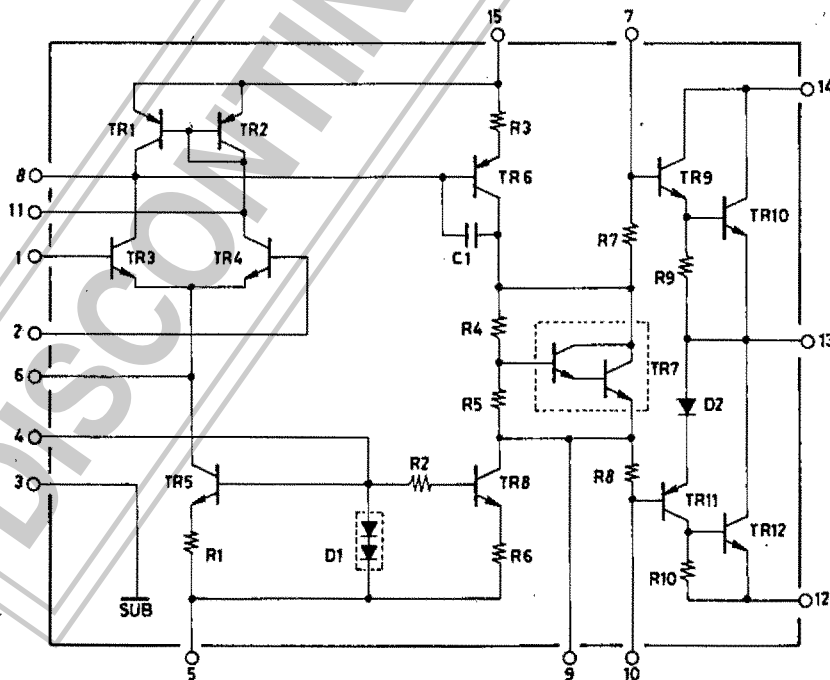 15
7
14
TR1
TR2
R3
8
TR6
TR9
11
TR10
C1
R7
1
TR3
TR4
R9
2
R4
13
TR7
6
R5
D2
4
R2
R8
3
TR5
TR8
TR11
TR12
R1
D1
R6
R10
SUB
12
5
9
10
DISCONTIN